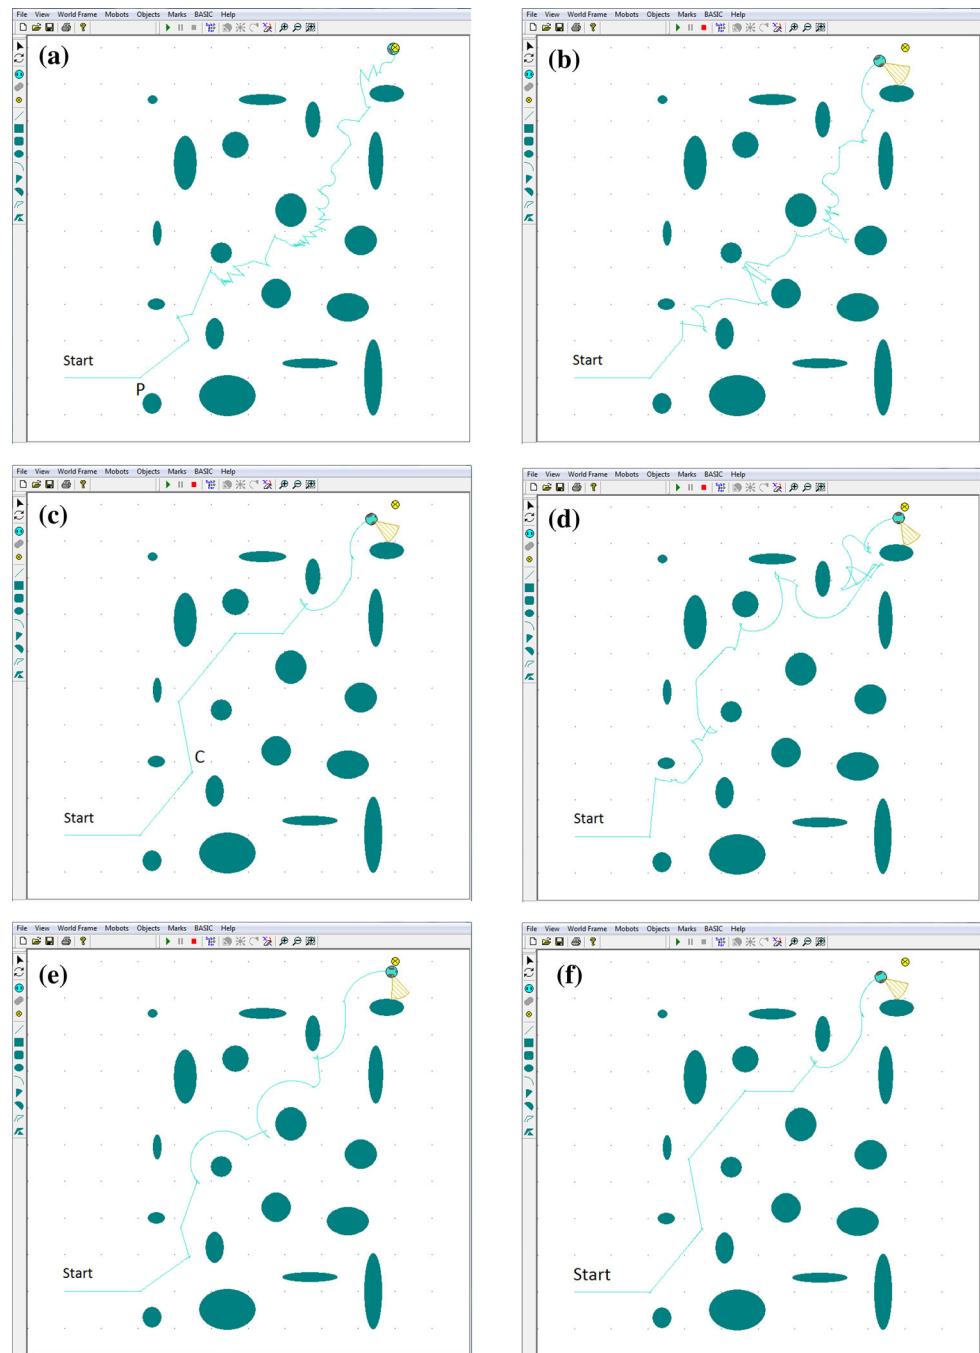 File View World Frame Mobots Objects Marks BASIC Help
(a)
Start
P
File View World Frame Mobots Objects Marks BASIC Help
(b)
Start
File View World Frame Mobots Objects Marks BASIC Help
(c)
C
Start
File View World Frame Mobots Objects Marks BASIC Help
(d)
Start
File View World Frame Mobots Objects Marks BASIC Help
(e)
Start
File View World Frame Mobots Objects Marks BASIC Help
(f)
Start